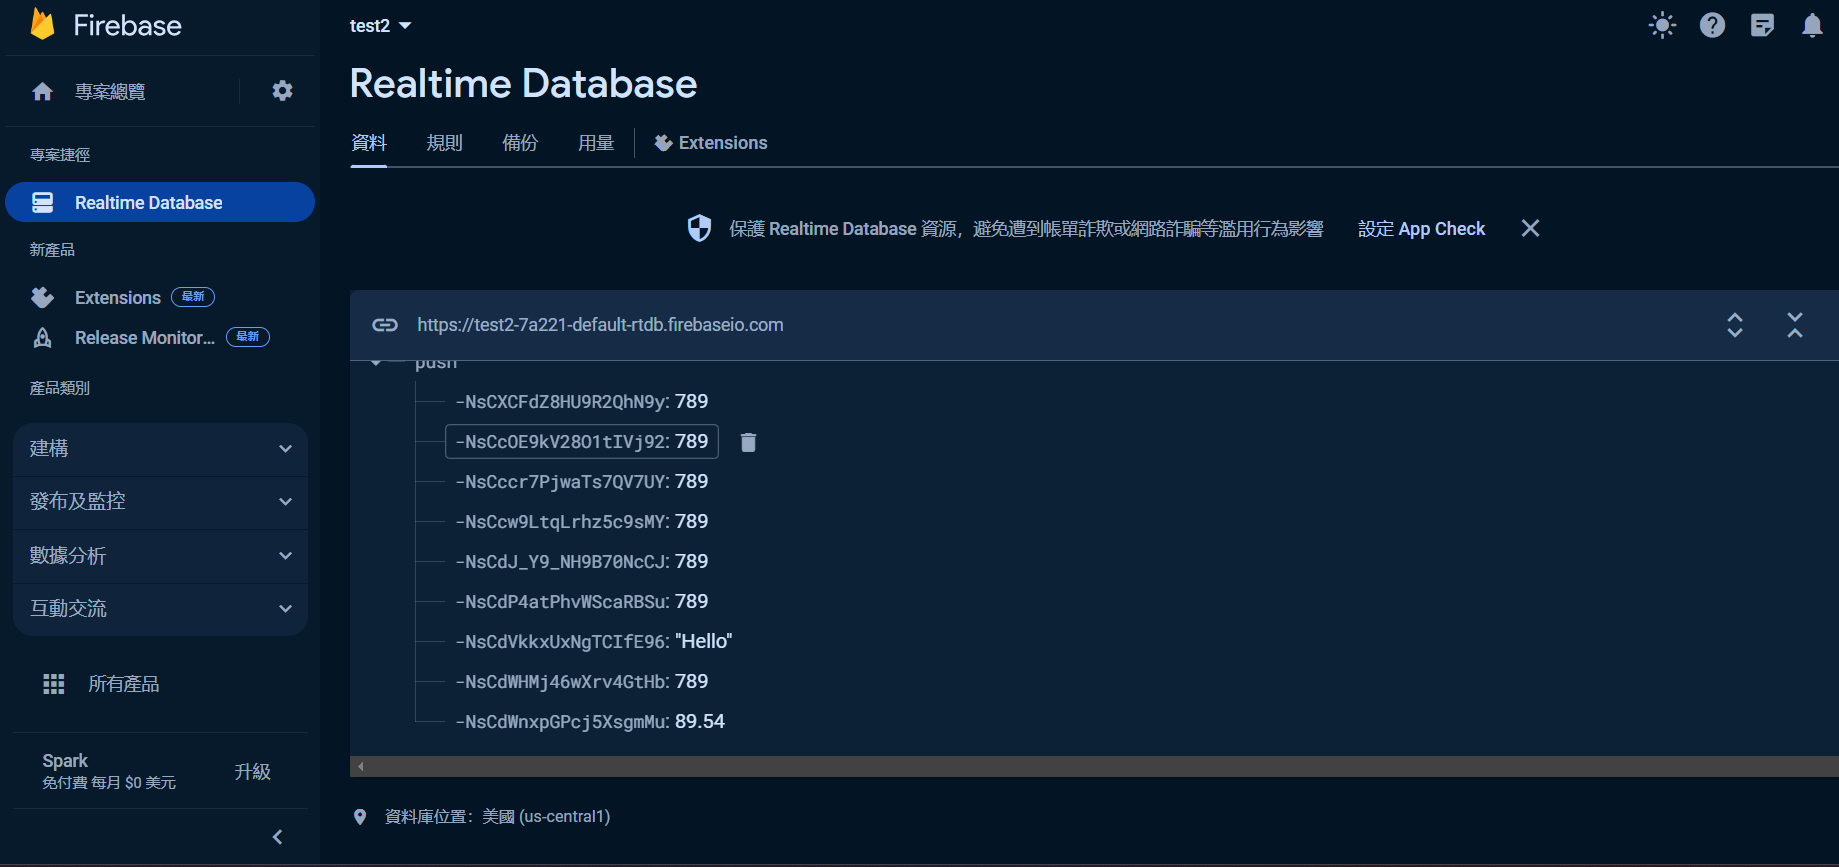 Firebase
專案總覽
專案捷徑
Realtime Database
新產品
Extensions 最新
Release Monitor... 最新
產品類別
建構
發布及監控
數據分析
互動交流
所有產品
Spark
免付費 每月 $0 美元
升級
test2
Realtime Database
資料 規則 備份 用量 Extensions
保護 Realtime Database 資源，避免遭到帳單詐欺或網路詐騙等濫用行為影響 設定 App Check
https://test2-7a221-default-rtdb.firebaseio.com
push
-NsCXCFdZ8HU9R2QhN9y: 789
-NsCcOE9kV28O1tIVj92: 789
-NsCccr7PjwaTs7QV7UY: 789
-NsCcw9LtqLrhz5c9sMY: 789
-NsCdJ_Y9_NH9B70NcCJ: 789
-NsCdP4atPhvWScaRBSu: 789
-NsCdVkkxUxNgTCIfE96: "Hello"
-NsCdWHMj46wXrv4GtHb: 789
-NsCdWnxpGPcj5XsgmMu: 89.54
資料庫位置：美國 (us-central1)